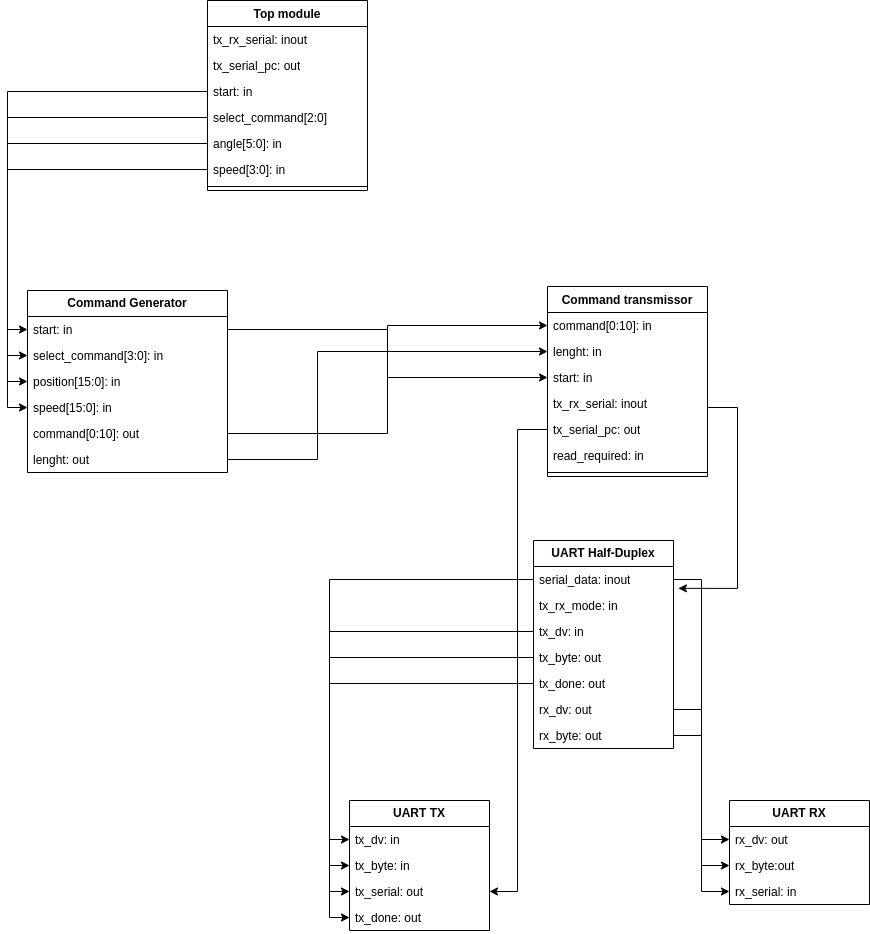 Top module
tx_rx_serial: inout
tx_serial_pc: out
start: in
select_command[2:0]
angle[5:0]: in
speed[3:0]: in
Command Generator
start: in
select_command[3:0]: in
position[15:0]: in
speed[15:0]: in
command[0:10]: out
lenght: out
Command transmissor
command[0:10]: in
lenght: in
start: in
tx_rx_serial: inout
tx_serial_pc: out
read_required: in
UART Half-Duplex
serial_data: inout
tx_rx_mode: in
tx_dv: in
tx_byte: out
tx_done: out
rx_dv: out
rx_byte: out
UART TX
tx_dv: in
tx_byte: in
tx_serial: out
tx_done: out
UART RX
rx_dv: out
rx_byte:out
rx_serial: in